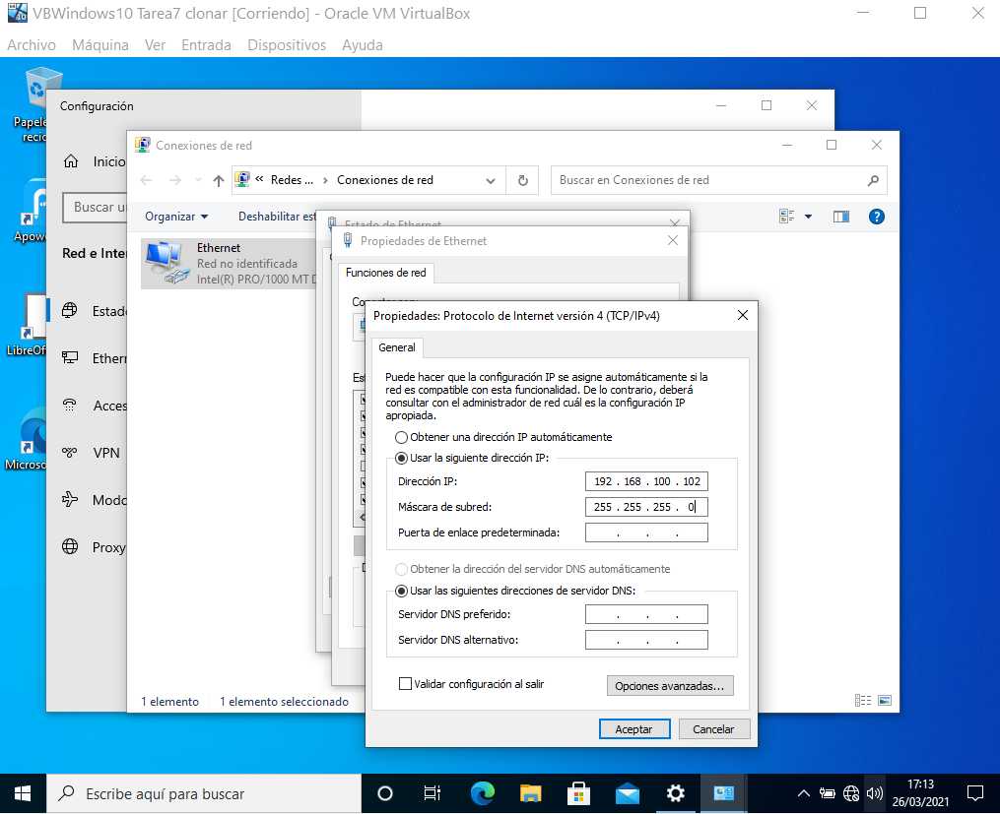 VBWindows10 Tarea7 clonar [Corriendo] - Oracle VM VirtualBox
Archivo Máquina Ver Entrada Dispositivos Ayuda
Configuración
Conexiones de red
Inicio
« Redes ... › Conexiones de red
Buscar en Conexiones de red
Buscar un
Organizar
Deshabilitar est
Estado de Ethernet
Propiedades de Ethernet
Red e Inter
Ethernet
Red no identificada
Intel(R) PRO/1000 MT D
Funciones de red
Estado
Ethern
Acces
VPN
Modo
Proxy
Papele
recic
Apowe
LibreOf
Microso
Propiedades: Protocolo de Internet versión 4 (TCP/IPv4)
General
Puede hacer que la configuración IP se asigne automáticamente si la
red es compatible con esta funcionalidad. De lo contrario, deberá
consultar con el administrador de red cuál es la configuración IP
apropiada.
Obtener una dirección IP automáticamente
Usar la siguiente dirección IP:
Dirección IP: 192 . 168 . 100 . 102
Máscara de subred: 255 . 255 . 255 . 0
Puerta de enlace predeterminada: . . .
Obtener la dirección del servidor DNS automáticamente
Usar las siguientes direcciones de servidor DNS:
Servidor DNS preferido: . . .
Servidor DNS alternativo: . . .
Validar configuración al salir
Opciones avanzadas...
Aceptar
Cancelar
1 elemento
1 elemento seleccionado
Escribe aquí para buscar
17:13
26/03/2021